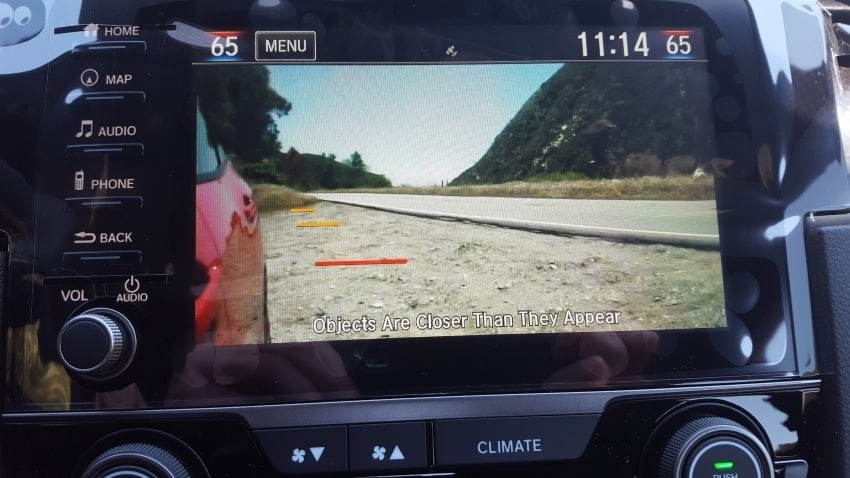 HOME
65 MENU 11:14 65
MAP
AUDIO
PHONE
BACK
VOL AUDIO
Objects Are Closer Than They Appear
CLIMATE
PUSH